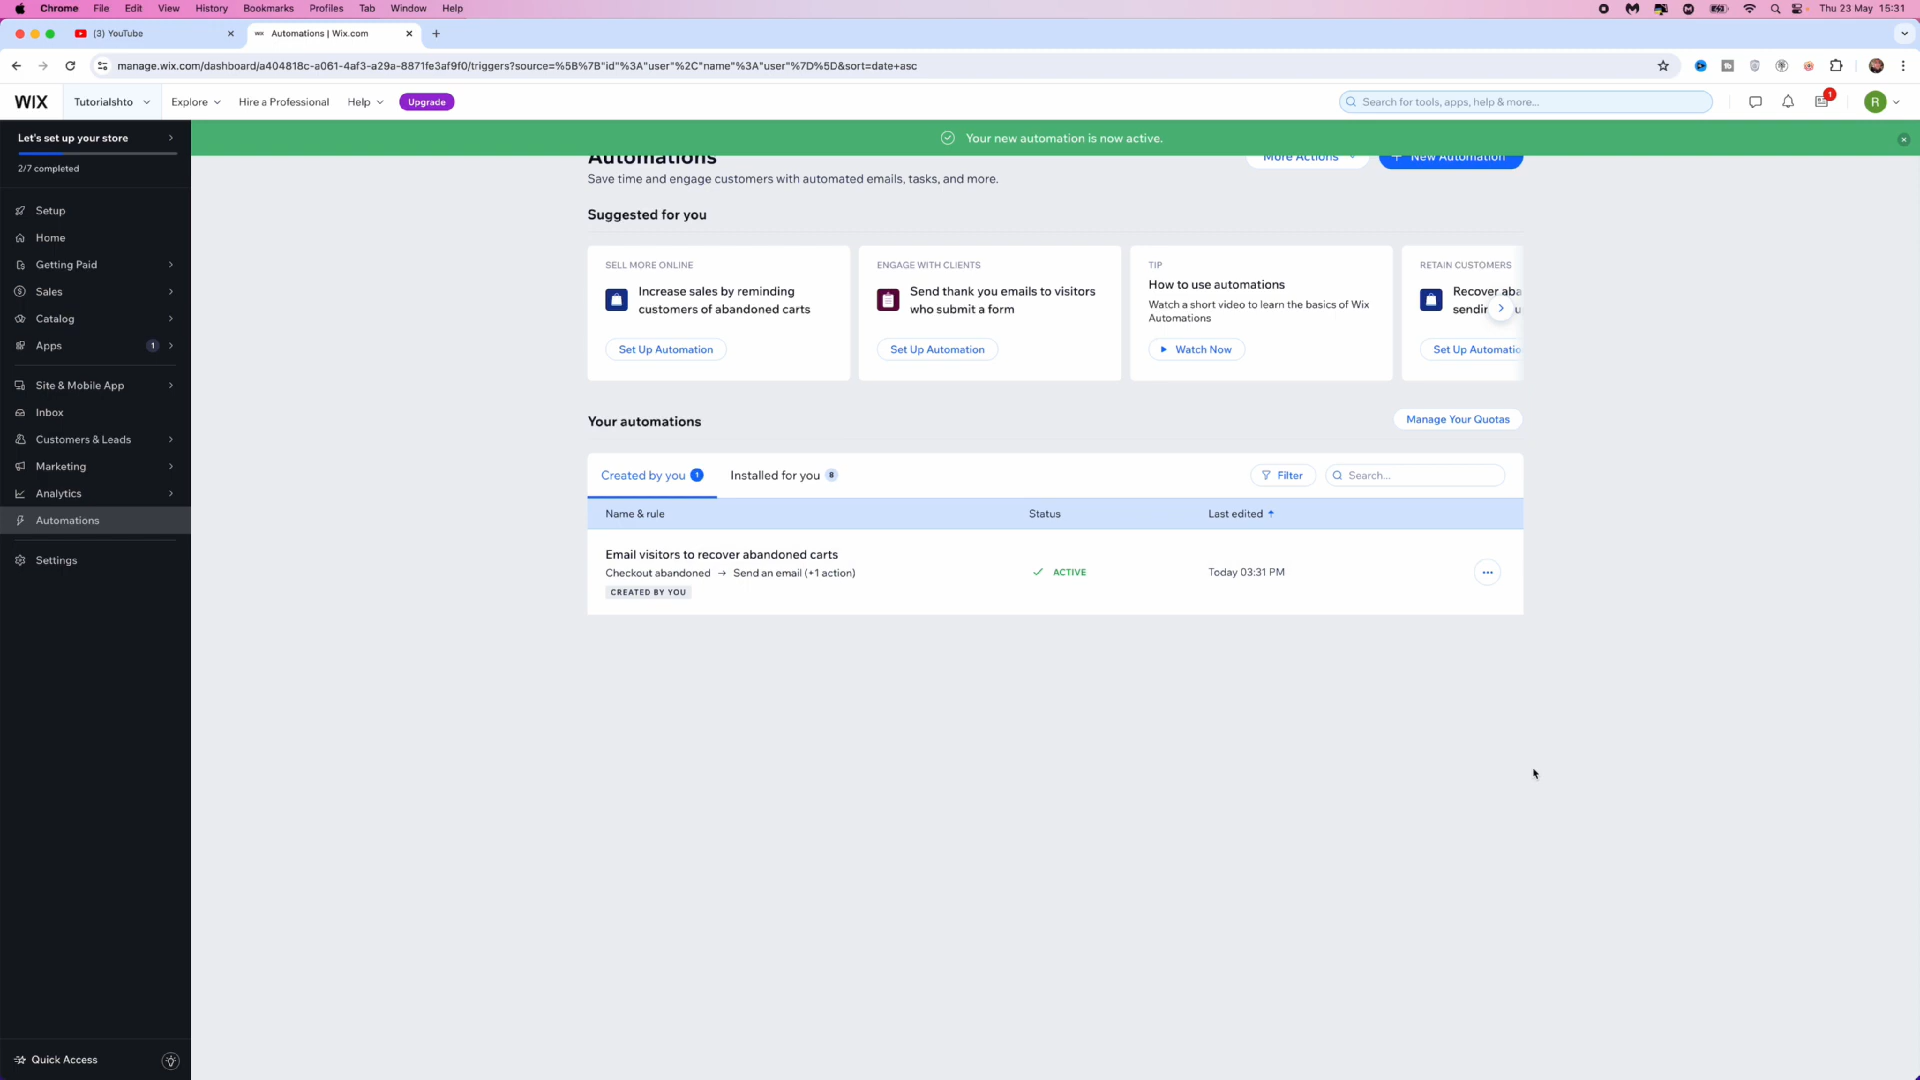 Chrome File Edit View History Bookmarks Profiles Tab Window Help
Thu 23 May 15:31
(3) YouTube
WIX Automations | Wix.com
manage.wix.com/dashboard/a404818c-a061-4af3-a29a-8871fe3af9f0/triggers?source=%5B%7B"id"%3A"user"%2C"name"%3A"user"%7D%5D&sort=date+asc
WIX
Tutorialshto
Explore
Hire a Professional
Help
Upgrade
Search for tools, apps, help & more...
1
R
Let's set up your store
2/7 completed
Setup
Home
Getting Paid
Sales
Catalog
Apps 1
Site & Mobile App
Inbox
Customers & Leads
Marketing
Analytics
Automations
Settings
Quick Access
Your new automation is now active.
Automations
More Actions
+ New Automation
Save time and engage customers with automated emails, tasks, and more.
Suggested for you
SELL MORE ONLINE
Increase sales by reminding
customers of abandoned carts
Set Up Automation
ENGAGE WITH CLIENTS
Send thank you emails to visitors
who submit a form
Set Up Automation
TIP
How to use automations
Watch a short video to learn the basics of Wix
Automations
Watch Now
RETAIN CUSTOMERS
Recover aba
sendin
Set Up Automatio
Your automations
Manage Your Quotas
Created by you 1
Installed for you 8
Filter
Search...
Name & rule
Status
Last edited
Email visitors to recover abandoned carts
Checkout abandoned → Send an email (+1 action)
CREATED BY YOU
ACTIVE
Today 03:31 PM